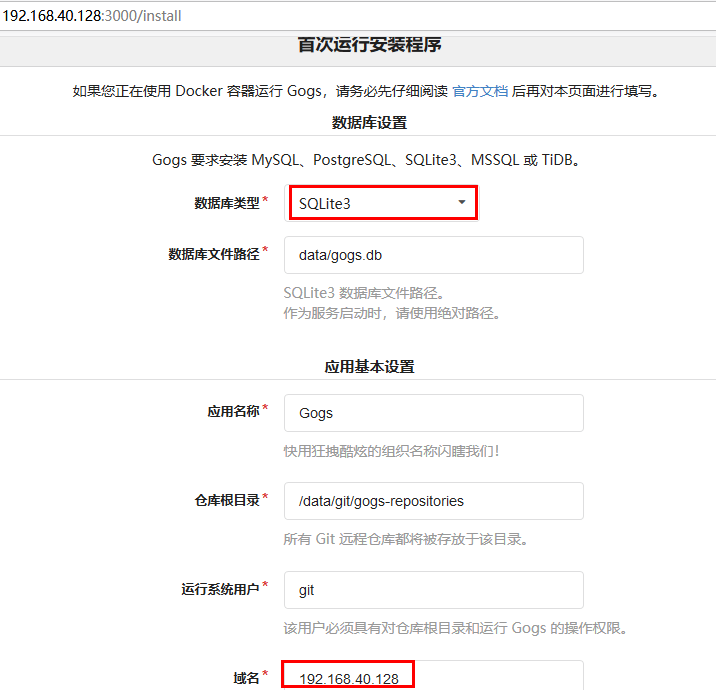 192.168.40.128:3000/install
首次运行安装程序
如果您正在使用 Docker 容器运行 Gogs，请务必先仔细阅读 官方文档 后再对本页面进行填写。
数据库设置
Gogs 要求安装 MySQL、PostgreSQL、SQLite3、MSSQL 或 TiDB。
数据库类型* SQLite3
数据库文件路径* data/gogs.db
SQLite3 数据库文件路径。
作为服务启动时，请使用绝对路径。
应用基本设置
应用名称* Gogs
快用狂拽酷炫的组织名称闪瞎我们！
仓库根目录* /data/git/gogs-repositories
所有 Git 远程仓库都将被存放于该目录。
运行系统用户* git
该用户必须具有对仓库根目录和运行 Gogs 的操作权限。
域名* 192.168.40.128